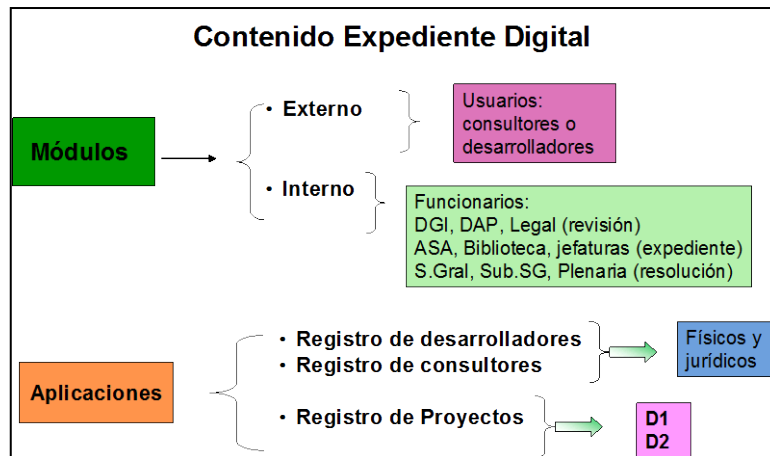 Contenido Expediente Digital
Módulos
• Externo
Usuarios:
consultores o
desarrolladores
• Interno
Funcionarios:
DGI, DAP, Legal (revisión)
ASA, Biblioteca, jefaturas (expediente)
S.Gral, Sub.SG, Plenaria (resolución)
Aplicaciones
• Registro de desarrolladores
• Registro de consultores
Físicos y
jurídicos
• Registro de Proyectos
D1
D2